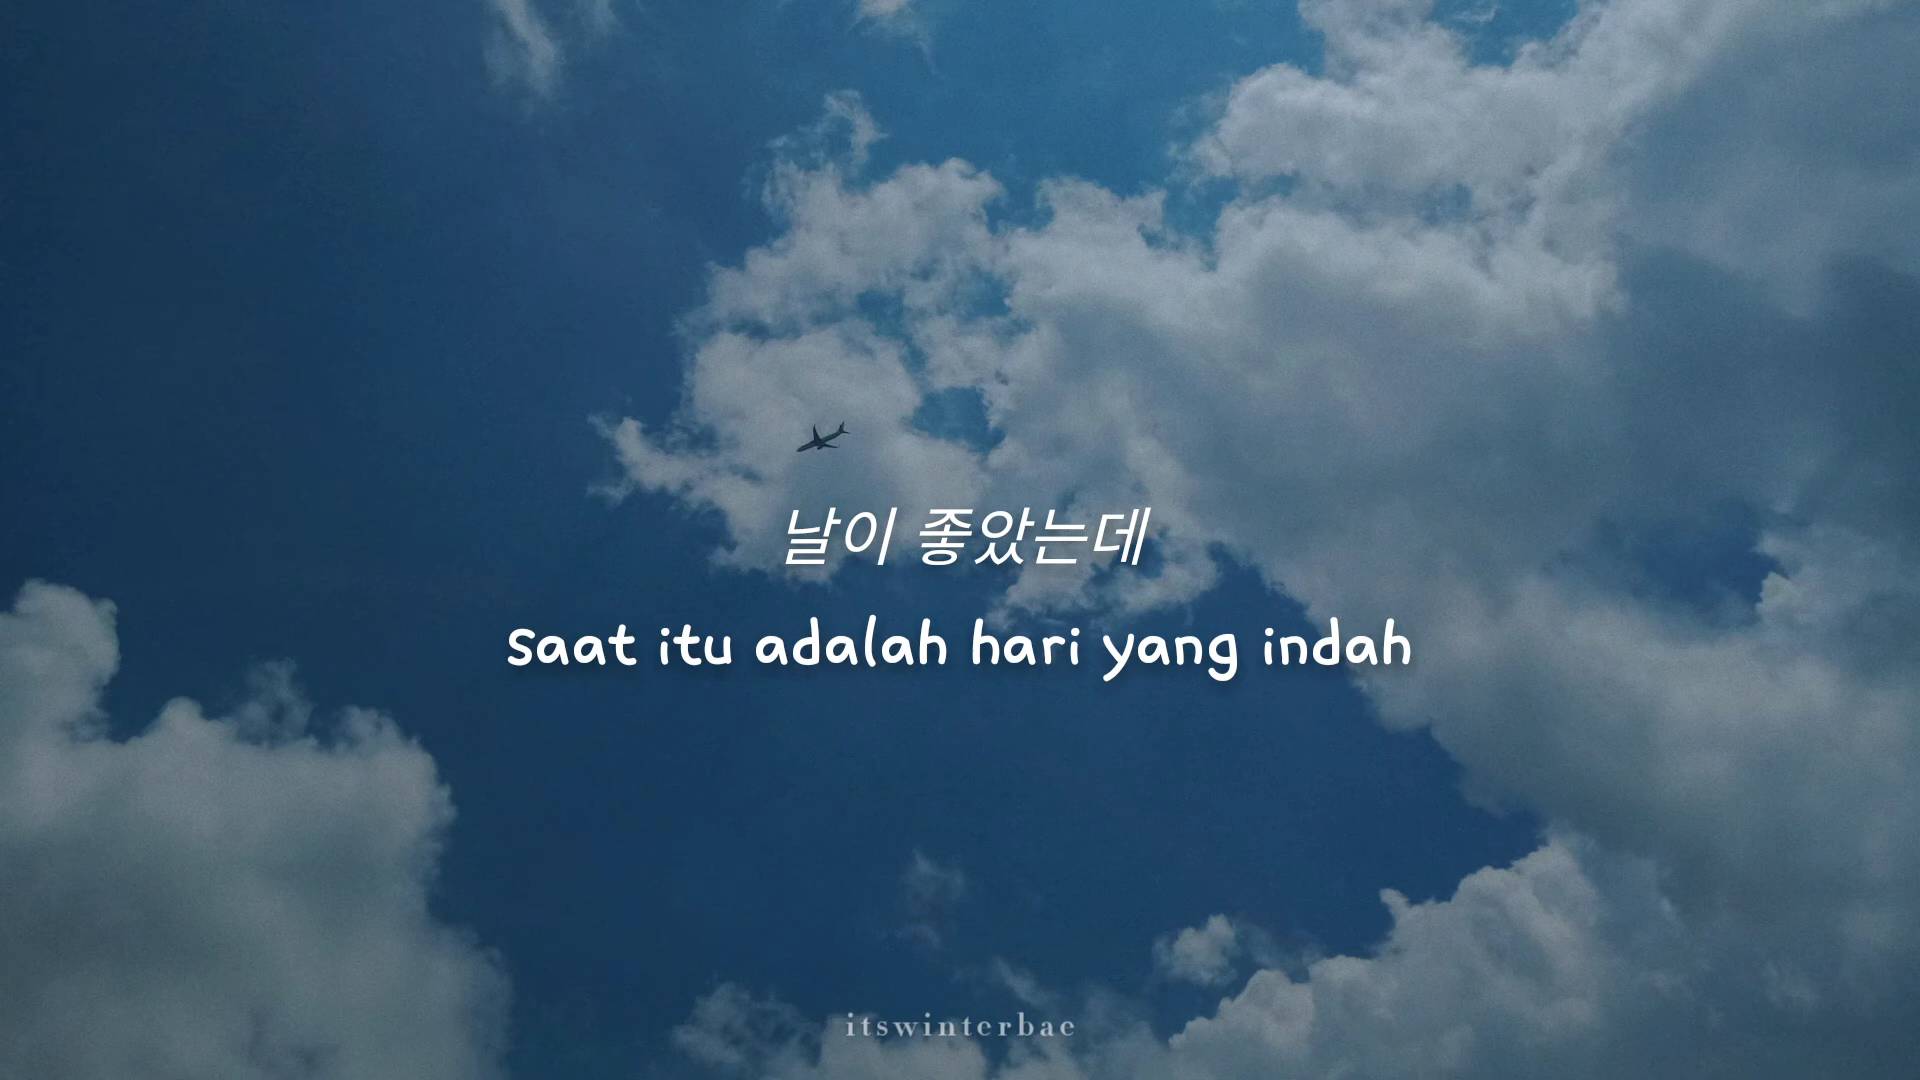 날이 좋았는데
saat itu adalah hari yang indah
itswinterbae